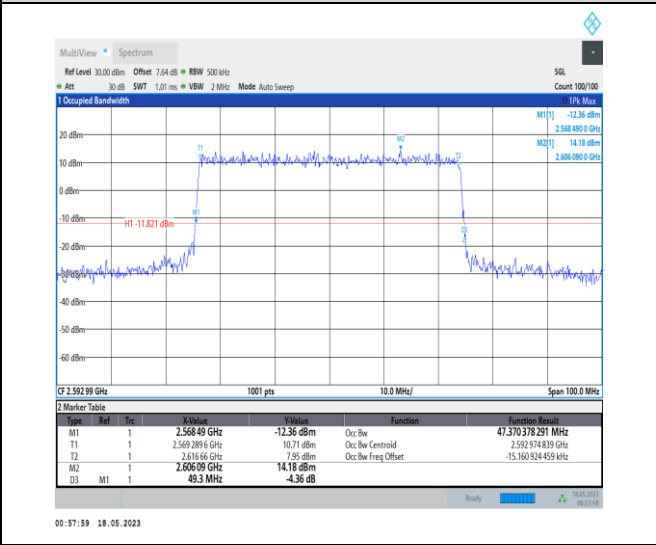 MultiView Spectrum
Ref Level 30.00 dBm Offset 7.64 dB RBW 500 kHz SGL
Att 30 dB SWT 1.01 ms VBW 2 MHz Mode Auto Sweep Count 100/100
1 Occupied Bandwidth 1Pk Max
M1[1] -12.36 dBm
2.568 490 0 GHz
M2[1] 14.18 dBm
2.606 090 0 GHz
20 dBm
M2
T1
T2
10 dBm
0 dBm
M1
-10 dBm
H1 -11.821 dBm
D3
-20 dBm
-30 dBm
-40 dBm
-50 dBm
-60 dBm
CF 2.592 99 GHz 1001 pts 10.0 MHz/ Span 100.0 MHz
2 Marker Table
Type Ref Trc X-Value Y-Value Function Function Result
M1 1 2.568 49 GHz -12.36 dBm Occ Bw 47.370 378 291 MHz
T1 1 2.569 289 6 GHz 10.71 dBm Occ Bw Centroid 2.592 974 839 GHz
T2 1 2.616 66 GHz 7.95 dBm Occ Bw Freq Offset -15.160 924 459 kHz
M2 1 2.606 09 GHz 14.18 dBm
D3 M1 1 49.3 MHz -4.36 dB
Ready 18.05.2023
00:57:58
00:57:59 18.05.2023